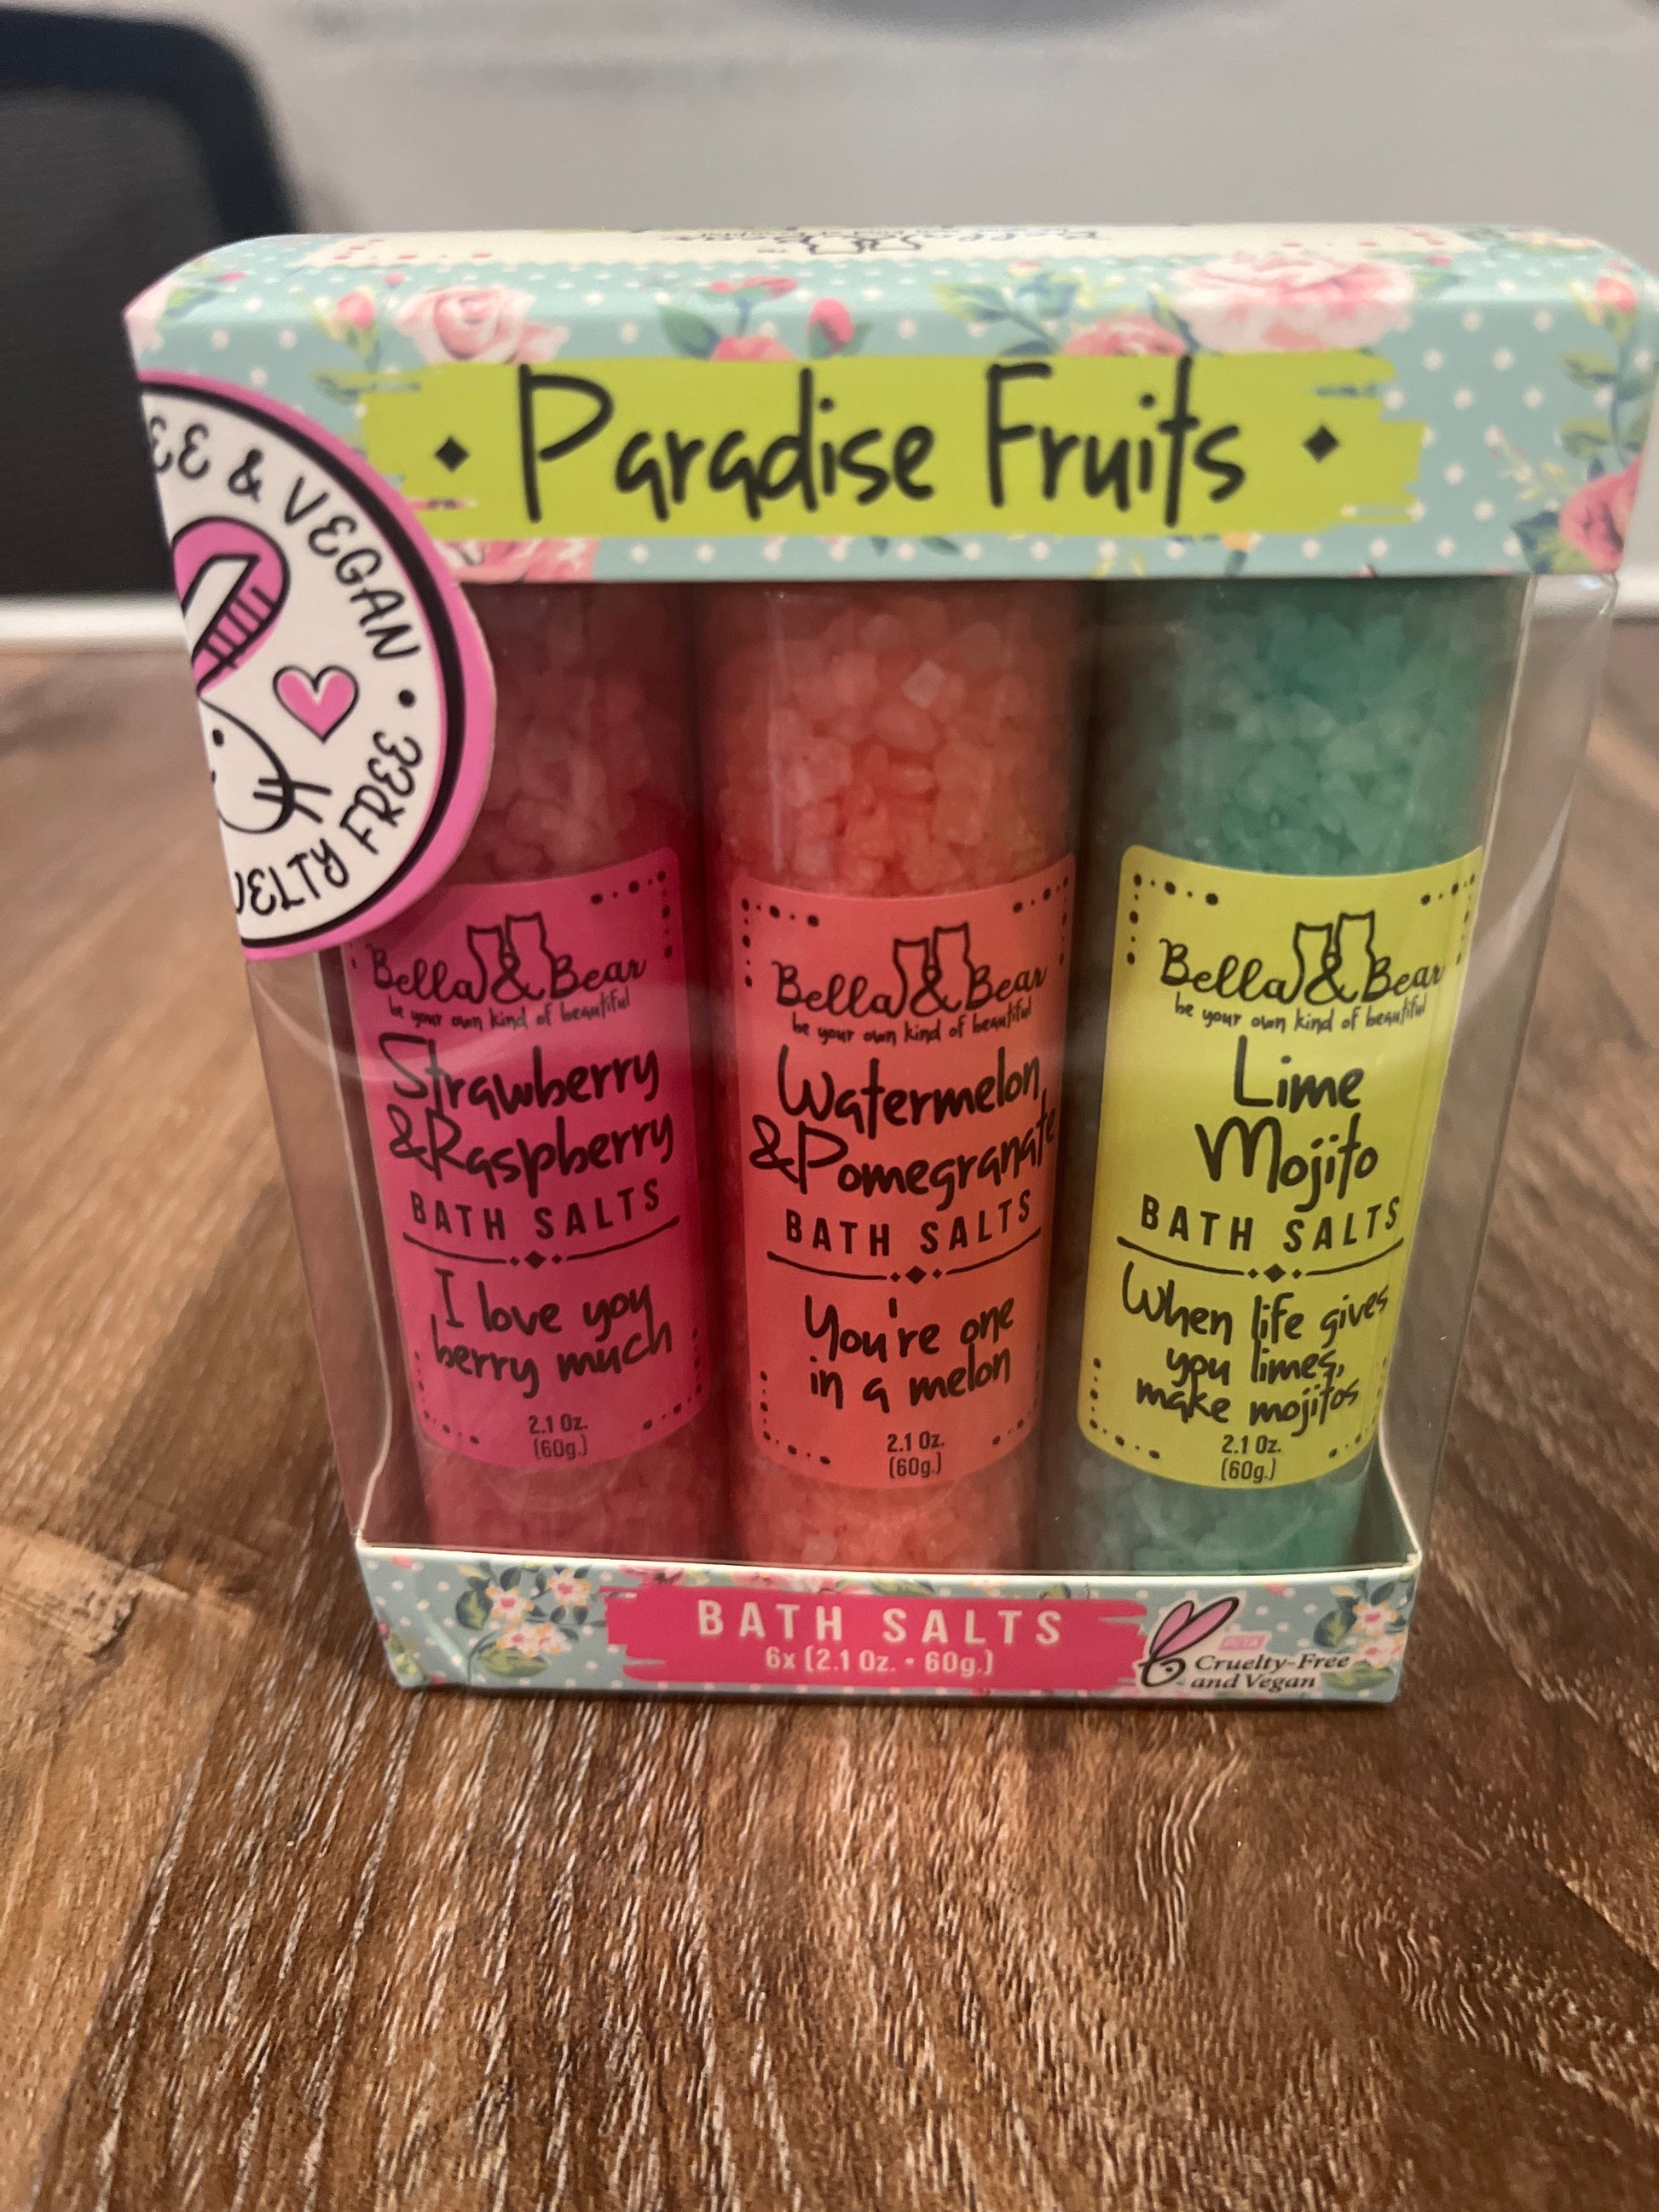 • Paradise Fruits •
& VEGAN •
FREE
Bella & Bear
be your own kind of beautiful
Strawberry
& Raspberry
BATH SALTS
I love you
berry much
2.1 Oz.
(60g.)
Bella & Bear
be your own kind of beautiful
Watermelon
& Pomegranate
BATH SALTS
You're one
in a melon
2.1 Oz.
(60g.)
Bella & Bear
be your own kind of beautiful
Lime
Mojito
BATH SALTS
When life gives
you limes,
make mojitos
2.1 Oz.
(60g.)
BATH SALTS
6x (2.1 Oz. • 60g.)
PETA
Cruelty-Free
and Vegan